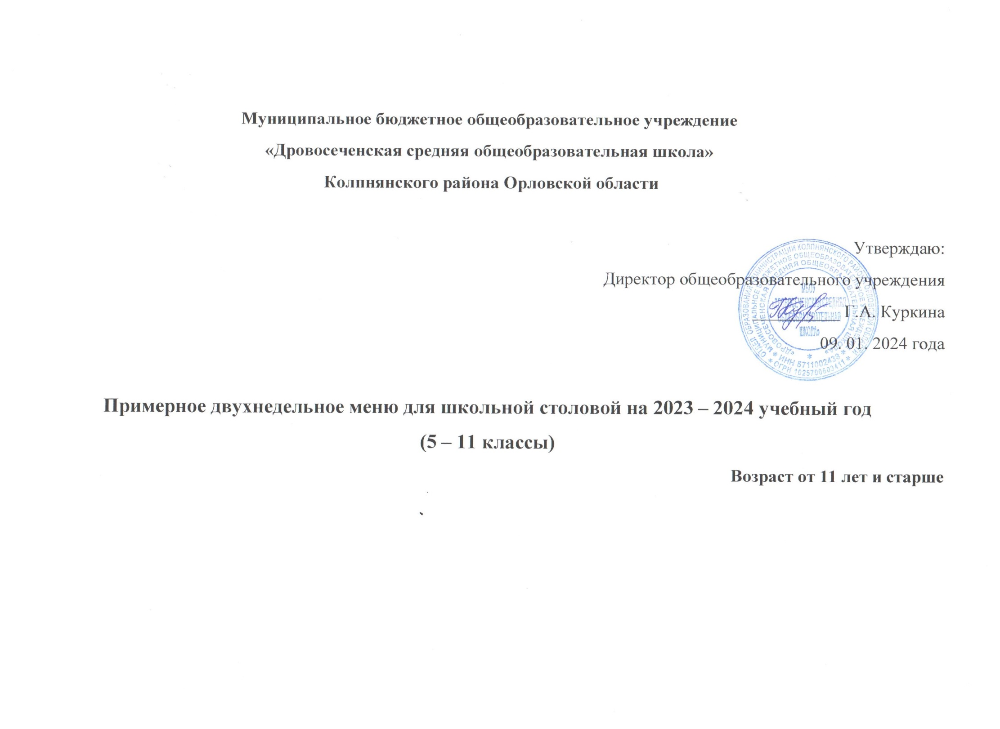 Муниципальное бюджетное общеобразовательное учреждение
«Дровосеченская средняя общеобразовательная школа»
Колпнянского района Орловской области
Утверждаю:
Директор общеобразовательного учреждения
Г.А. Куркина
09. 01. 2024 года
ОТДЕЛ ОБРАЗОВАНИЯ АДМИНИСТРАЦИИ КОЛПНЯНСКОГО РАЙОНА ОРЛОВСКОЙ ОБЛАСТИ
* ОГРН 1025700603411 *
МУНИЦИПАЛЬНОЕ БЮДЖЕТНОЕ ОБЩЕОБРАЗОВАТЕЛЬНОЕ УЧРЕЖДЕНИЕ
* ИНН 5711002438 *
«ДРОВОСЕЧЕНСКАЯ СРЕДНЯЯ ОБЩЕОБРАЗОВАТЕЛЬНАЯ ШКОЛА»
МБОУ
«ДРОВОСЕЧЕНСКАЯ СРЕДНЯЯ
ОБЩЕОБРАЗОВАТЕЛЬНАЯ
ШКОЛА»
Примерное двухнедельное меню для школьной столовой на 2023 – 2024 учебный год
(5 – 11 классы)
Возраст от 11 лет и старше